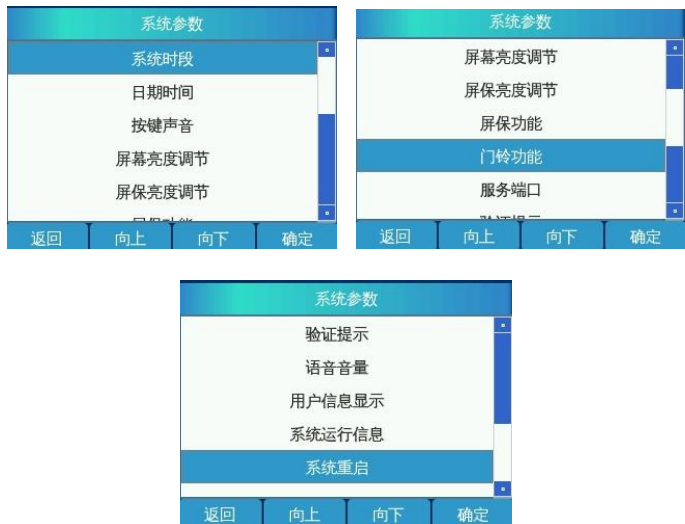 系统参数
系统时段
日期时间
按键声音
屏幕亮度调节
屏保亮度调节
返回 向上 向下 确定
系统参数
屏幕亮度调节
屏保亮度调节
屏保功能
门铃功能
服务端口
返回 向上 向下 确定
系统参数
验证提示
语音音量
用户信息显示
系统运行信息
系统重启
返回 向上 向下 确定